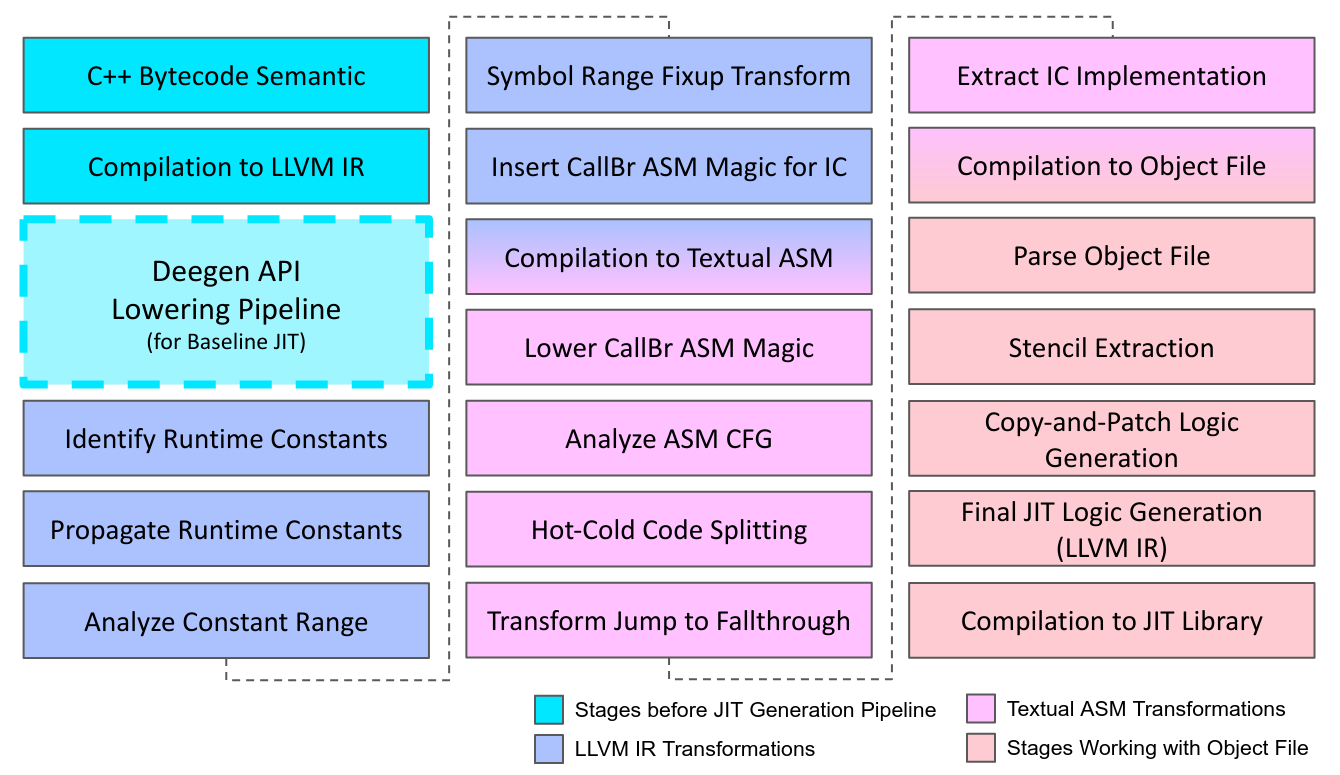 C++ Bytecode Semantic
Compilation to LLVM IR
Deegen API
Lowering Pipeline
(for Baseline JIT)
Identify Runtime Constants
Propagate Runtime Constants
Analyze Constant Range
Symbol Range Fixup Transform
Insert CallBr ASM Magic for IC
Compilation to Textual ASM
Lower CallBr ASM Magic
Analyze ASM CFG
Hot-Cold Code Splitting
Transform Jump to Fallthrough
Extract IC Implementation
Compilation to Object File
Parse Object File
Stencil Extraction
Copy-and-Patch Logic
Generation
Final JIT Logic Generation
(LLVM IR)
Compilation to JIT Library
Stages before JIT Generation Pipeline
LLVM IR Transformations
Textual ASM Transformations
Stages Working with Object File